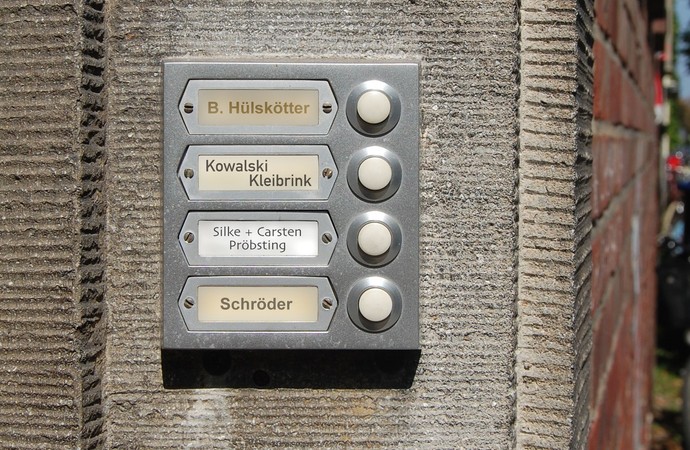 B. Hülskötter
Kowalski
Kleibrink
Silke + Carsten
Pröbsting
Schröder